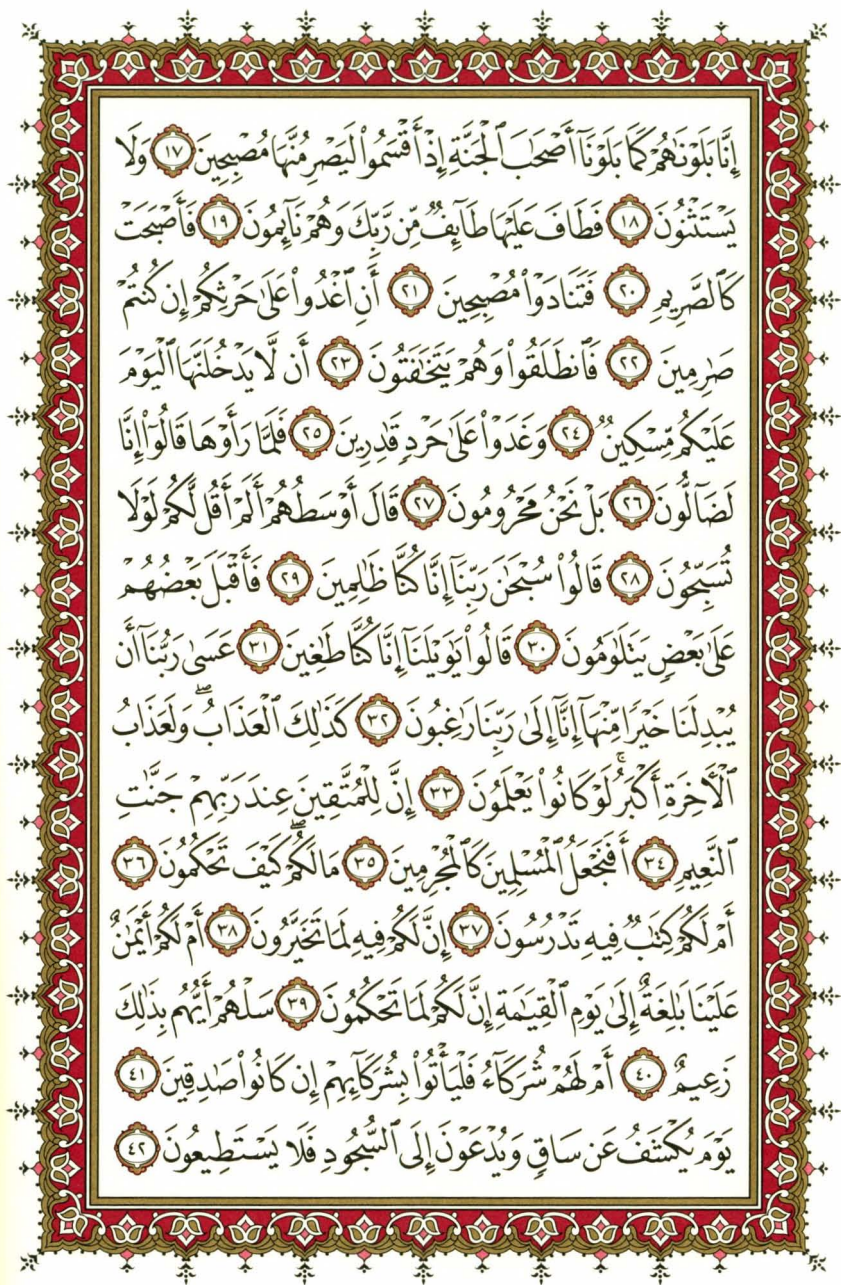 إِنَّا بَلَوْنَٰهُمْ كَمَا بَلَوْنَآ أَصْحَٰبَ ٱلْجَنَّةِ إِذْ أَقْسَمُوا۟ لَيَصْرِمُنَّهَا مُصْبِحِينَ ١٧ وَلَا
يَسْتَثْنُونَ ١٨ فَطَافَ عَلَيْهَا طَآئِفٌ مِّن رَّبِّكَ وَهُمْ نَآئِمُونَ ١٩ فَأَصْبَحَتْ
كَٱلصَّرِيمِ ٢٠ فَتَنَادَوْا۟ مُصْبِحِينَ ٢١ أَنِ ٱغْدُوا۟ عَلَىٰ حَرْثِكُمْ إِن كُنتُمْ
صَٰرِمِينَ ٢٢ فَٱنطَلَقُوا۟ وَهُمْ يَتَخَٰفَتُونَ ٢٣ أَن لَّا يَدْخُلَنَّهَا ٱلْيَوْمَ
عَلَيْكُم مِّسْكِينٌ ٢٤ وَغَدَوْا۟ عَلَىٰ حَرْدٍ قَٰدِرِينَ ٢٥ فَلَمَّا رَأَوْهَا قَالُوٓا۟ إِنَّا
لَضَآلُّونَ ٢٦ بَلْ نَحْنُ مَحْرُومُونَ ٢٧ قَالَ أَوْسَطُهُمْ أَلَمْ أَقُل لَّكُمْ لَوْلَا
تُسَبِّحُونَ ٢٨ قَالُوا۟ سُبْحَٰنَ رَبِّنَآ إِنَّا كُنَّا ظَٰلِمِينَ ٢٩ فَأَقْبَلَ بَعْضُهُمْ
عَلَىٰ بَعْضٍ يَتَلَٰوَمُونَ ٣٠ قَالُوا۟ يَٰوَيْلَنَآ إِنَّا كُنَّا طَٰغِينَ ٣١ عَسَىٰ رَبُّنَآ أَن
يُبْدِلَنَا خَيْرًا مِّنْهَآ إِنَّآ إِلَىٰ رَبِّنَا رَٰغِبُونَ ٣٢ كَذَٰلِكَ ٱلْعَذَابُ ۖ وَلَعَذَابُ
ٱلْءَاخِرَةِ أَكْبَرُ ۚ لَوْ كَانُوا۟ يَعْلَمُونَ ٣٣ إِنَّ لِلْمُتَّقِينَ عِندَ رَبِّهِمْ جَنَّٰتِ
ٱلنَّعِيمِ ٣٤ أَفَنَجْعَلُ ٱلْمُسْلِمِينَ كَٱلْمُجْرِمِينَ ٣٥ مَا لَكُمْ ۖ كَيْفَ تَحْكُمُونَ ٣٦
أَمْ لَكُمْ كِتَٰبٌ فِيهِ تَدْرُسُونَ ٣٧ إِنَّ لَكُمْ فِيهِ لَمَا تَخَيَّرُونَ ٣٨ أَمْ لَكُمْ أَيْمَٰنٌ
عَلَيْنَا بَٰلِغَةٌ إِلَىٰ يَوْمِ ٱلْقِيَٰمَةِ إِنَّ لَكُمْ لَمَا تَحْكُمُونَ ٣٩ سَلْهُمْ أَيُّهُم بِذَٰلِكَ
زَعِيمٌ ٤٠ أَمْ لَهُمْ شُرَكَآءُ فَلْيَأْتُوا۟ بِشُرَكَآئِهِمْ إِن كَانُوا۟ صَٰدِقِينَ ٤١
يَوْمَ يُكْشَفُ عَن سَاقٍ وَيُدْعَوْنَ إِلَى ٱلسُّجُودِ فَلَا يَسْتَطِيعُونَ ٤٢